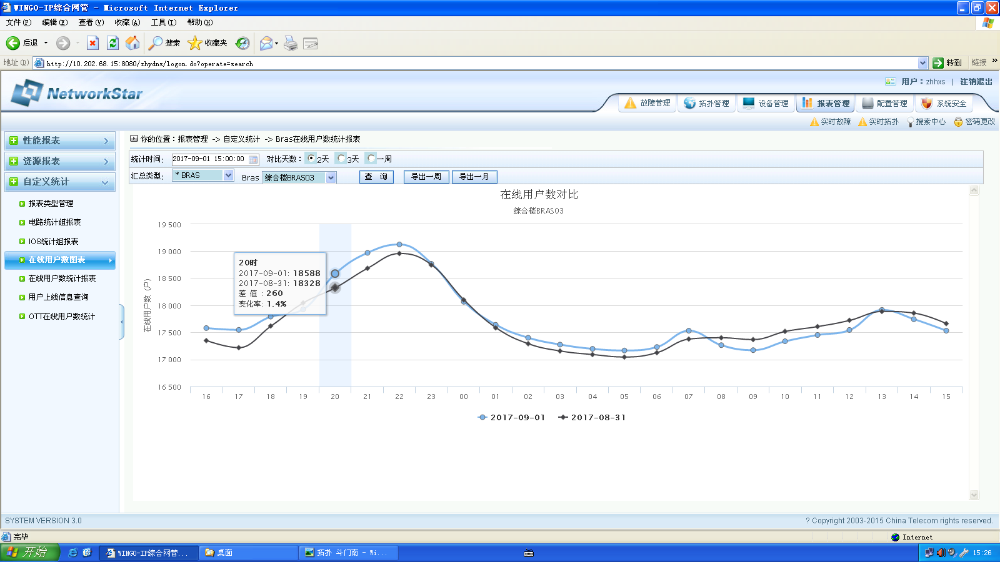 WINGO-IP综合网管 - Microsoft Internet Explorer
文件(F) 编辑(E) 查看(V) 收藏(A) 工具(T) 帮助(H)
后退 搜索 收藏夹
地址(D) http://10.202.68.15:8080/zhydns/logon.do?operate=search 转到 链接 »
NetworkStar
用户：zhhxs | 注销退出
故障管理 拓扑管理 设备管理 报表管理 配置管理 系统安全
实时故障 实时拓扑 搜索中心 密码更改
性能报表
资源报表
自定义统计
报表类型管理
电路统计组报表
IOS统计组报表
在线用户数图表
在线用户数统计报表
用户上线信息查询
OTT在线用户数统计
你的位置：报表管理 -> 自定义统计 -> Bras在线用户数统计报表
统计时间： 2017-09-01 15:00:00 对比天数： 2天 3天 一周
汇总类型： * BRAS Bras 综合楼BRAS03 查 询 导出一周 导出一月
在线用户数对比
综合楼BRAS03
在线用户数（户）
19 500
19 000
18 500
18 000
17 500
17 000
16 500
20时
2017-09-01: 18588
2017-08-31: 18328
差 值 : 260
变化率: 1.4%
16 17 18 19 20 21 22 23 00 01 02 03 04 05 06 07 08 09 10 11 12 13 14 15
2017-09-01 2017-08-31
SYSTEM VERSION 3.0
? Copyright 2003-2015 China Telecom rights reserved.
完毕 Internet
开始 WINGO-IP综合网管... 桌面 拓扑 斗门南 - Wi... 15:26